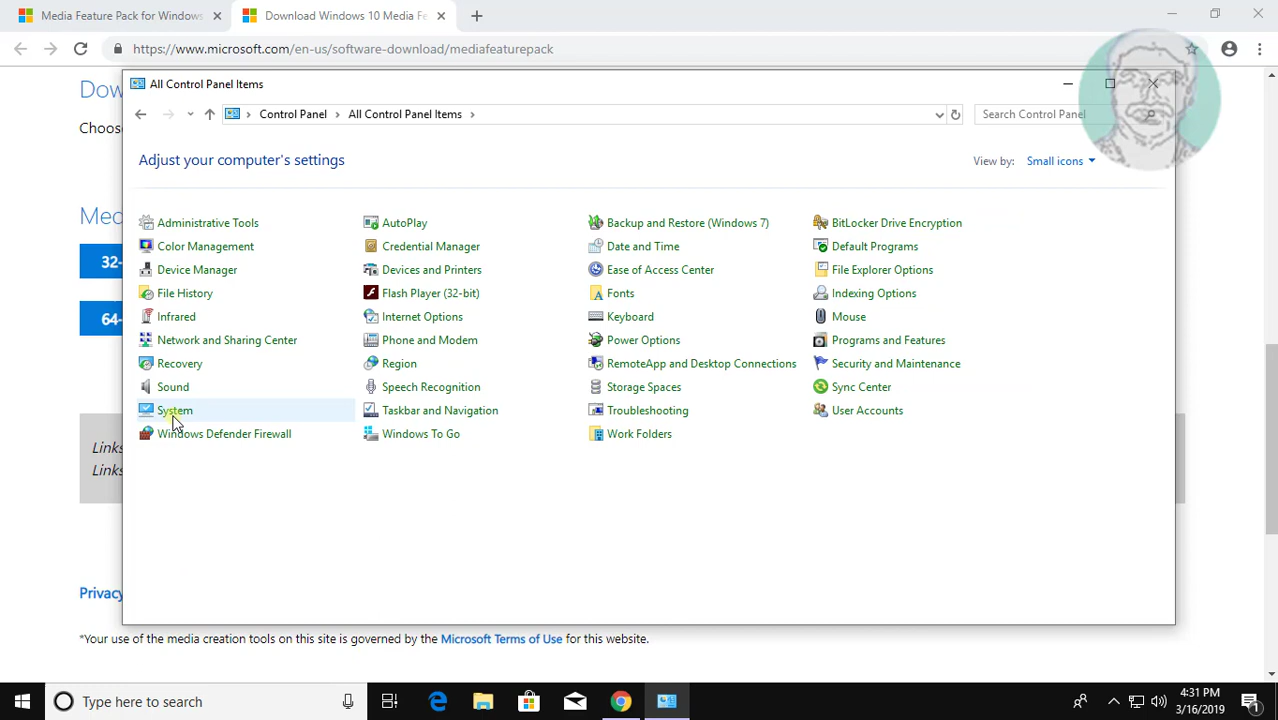 Media Feature Pack for Windows
Download Windows 10 Media Fe
https://www.microsoft.com/en-us/software-download/mediafeaturepack
Dow
Choose
Med
32-
64-
Links
Links
Privacy
All Control Panel Items
Control Panel > All Control Panel Items >
Search Control Panel
Adjust your computer's settings
View by: Small icons
Administrative Tools AutoPlay Backup and Restore (Windows 7) BitLocker Drive Encryption
Color Management Credential Manager Date and Time Default Programs
Device Manager Devices and Printers Ease of Access Center File Explorer Options
File History Flash Player (32-bit) Fonts Indexing Options
Infrared Internet Options Keyboard Mouse
Network and Sharing Center Phone and Modem Power Options Programs and Features
Recovery Region RemoteApp and Desktop Connections Security and Maintenance
Sound Speech Recognition Storage Spaces Sync Center
System Taskbar and Navigation Troubleshooting User Accounts
Windows Defender Firewall Windows To Go Work Folders
*Your use of the media creation tools on this site is governed by the Microsoft Terms of Use for this website.
Type here to search
4:31 PM
3/16/2019
1